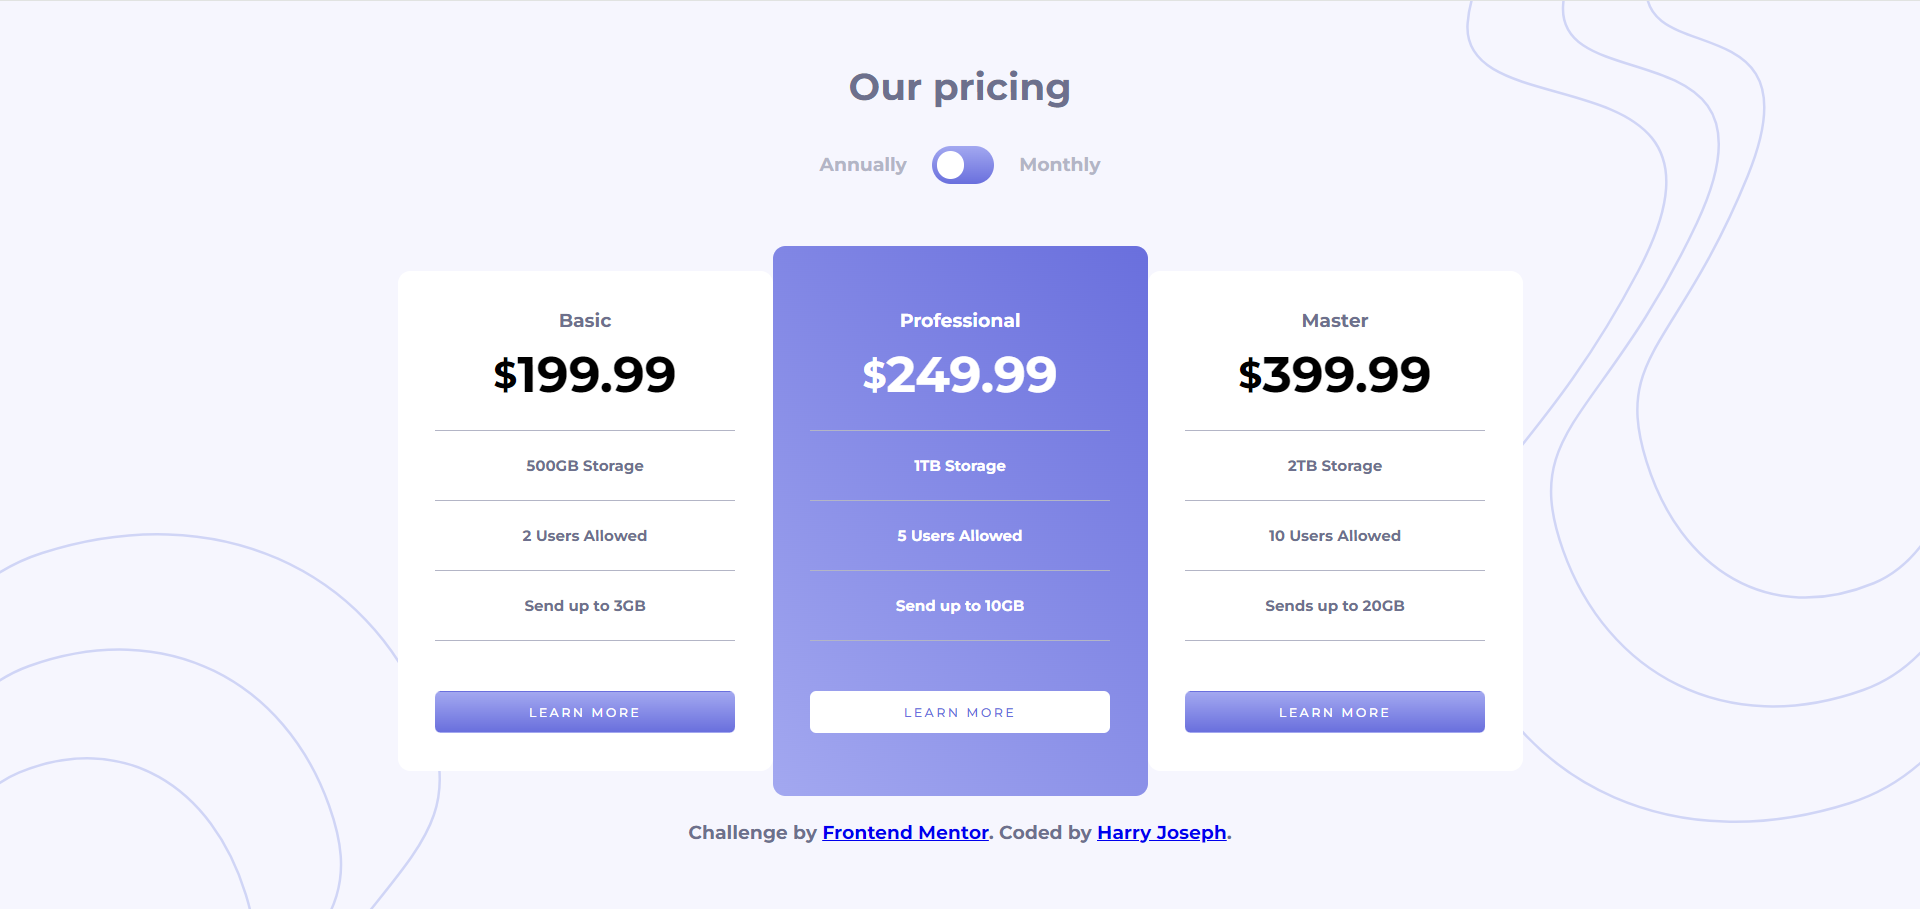 Our pricing
Annually Monthly
Basic
$199.99
500GB Storage
2 Users Allowed
Send up to 3GB
LEARN MORE
Professional
$249.99
1TB Storage
5 Users Allowed
Send up to 10GB
LEARN MORE
Master
$399.99
2TB Storage
10 Users Allowed
Sends up to 20GB
LEARN MORE
Challenge by Frontend Mentor. Coded by Harry Joseph.